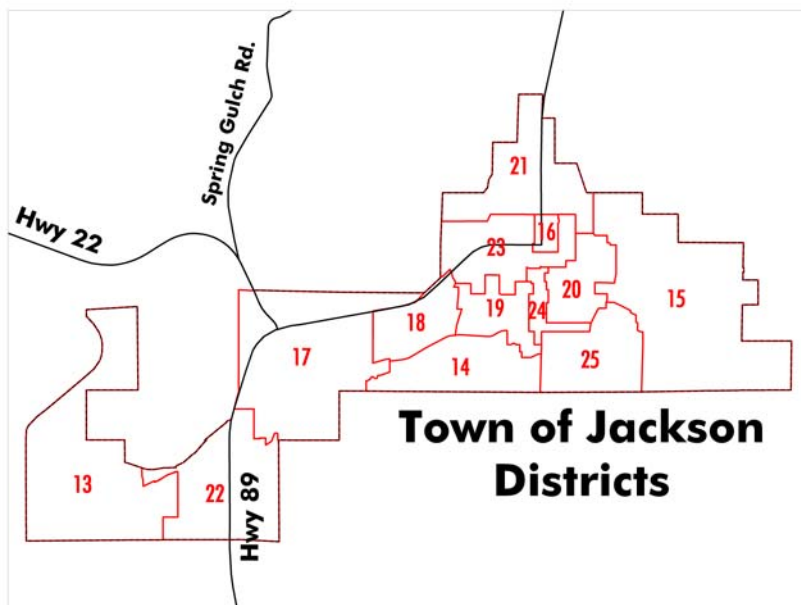 Spring Gulch Rd.
Hwy 22
21
16
23
20
15
18
19
24
17
14
25
13
22
Hwy 89
Town of Jackson
Districts